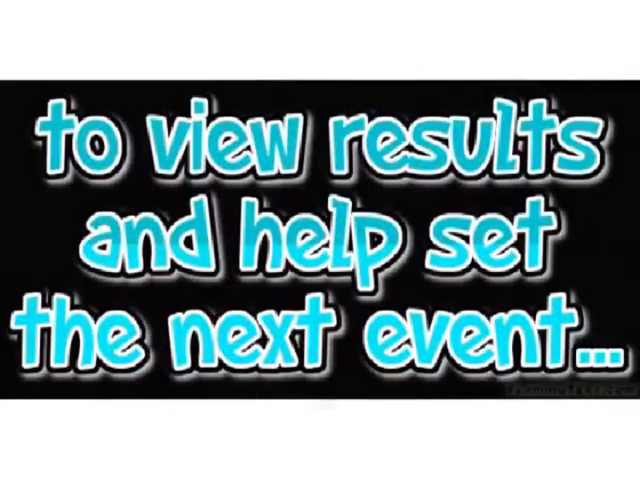 to view results
and help set
the next event...